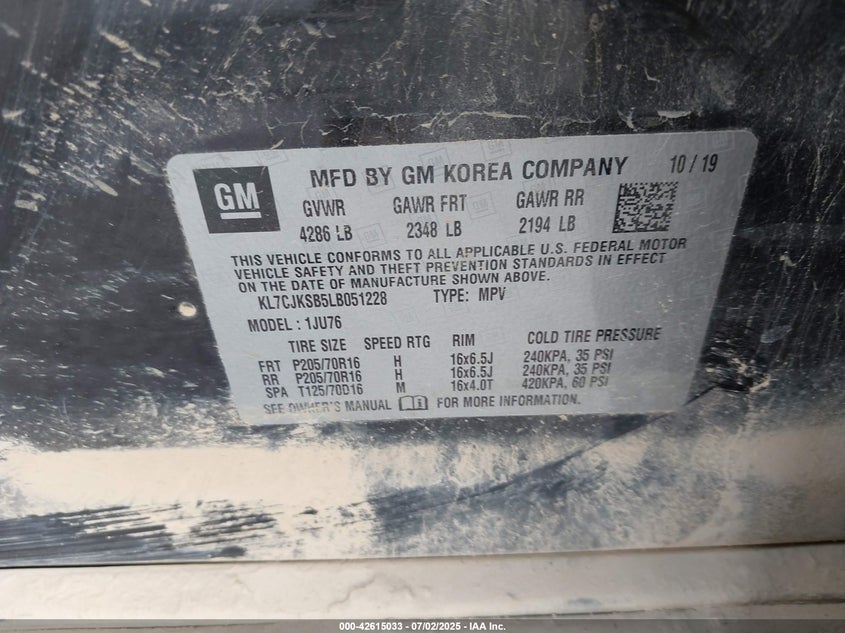 GM
MFD BY GM KOREA COMPANY 10 / 19
GVWR GAWR FRT GAWR RR
4286 LB 2348 LB 2194 LB
THIS VEHICLE CONFORMS TO ALL APPLICABLE U.S. FEDERAL MOTOR
VEHICLE SAFETY AND THEFT PREVENTION STANDARDS IN EFFECT
ON THE DATE OF MANUFACTURE SHOWN ABOVE.
KL7CJKSB5LB051228 TYPE: MPV
MODEL : 1JU76
TIRE SIZE SPEED RTG RIM COLD TIRE PRESSURE
FRT P205/70R16 H 16x6.5J 240KPA, 35 PSI
RR P205/70R16 H 16x6.5J 240KPA, 35 PSI
SPA T125/70D16 M 16x4.0T 420KPA, 60 PSI
SEE OWNER'S MANUAL FOR MORE INFORMATION.
000-42615033 - 07/02/2025 - IAA Inc.